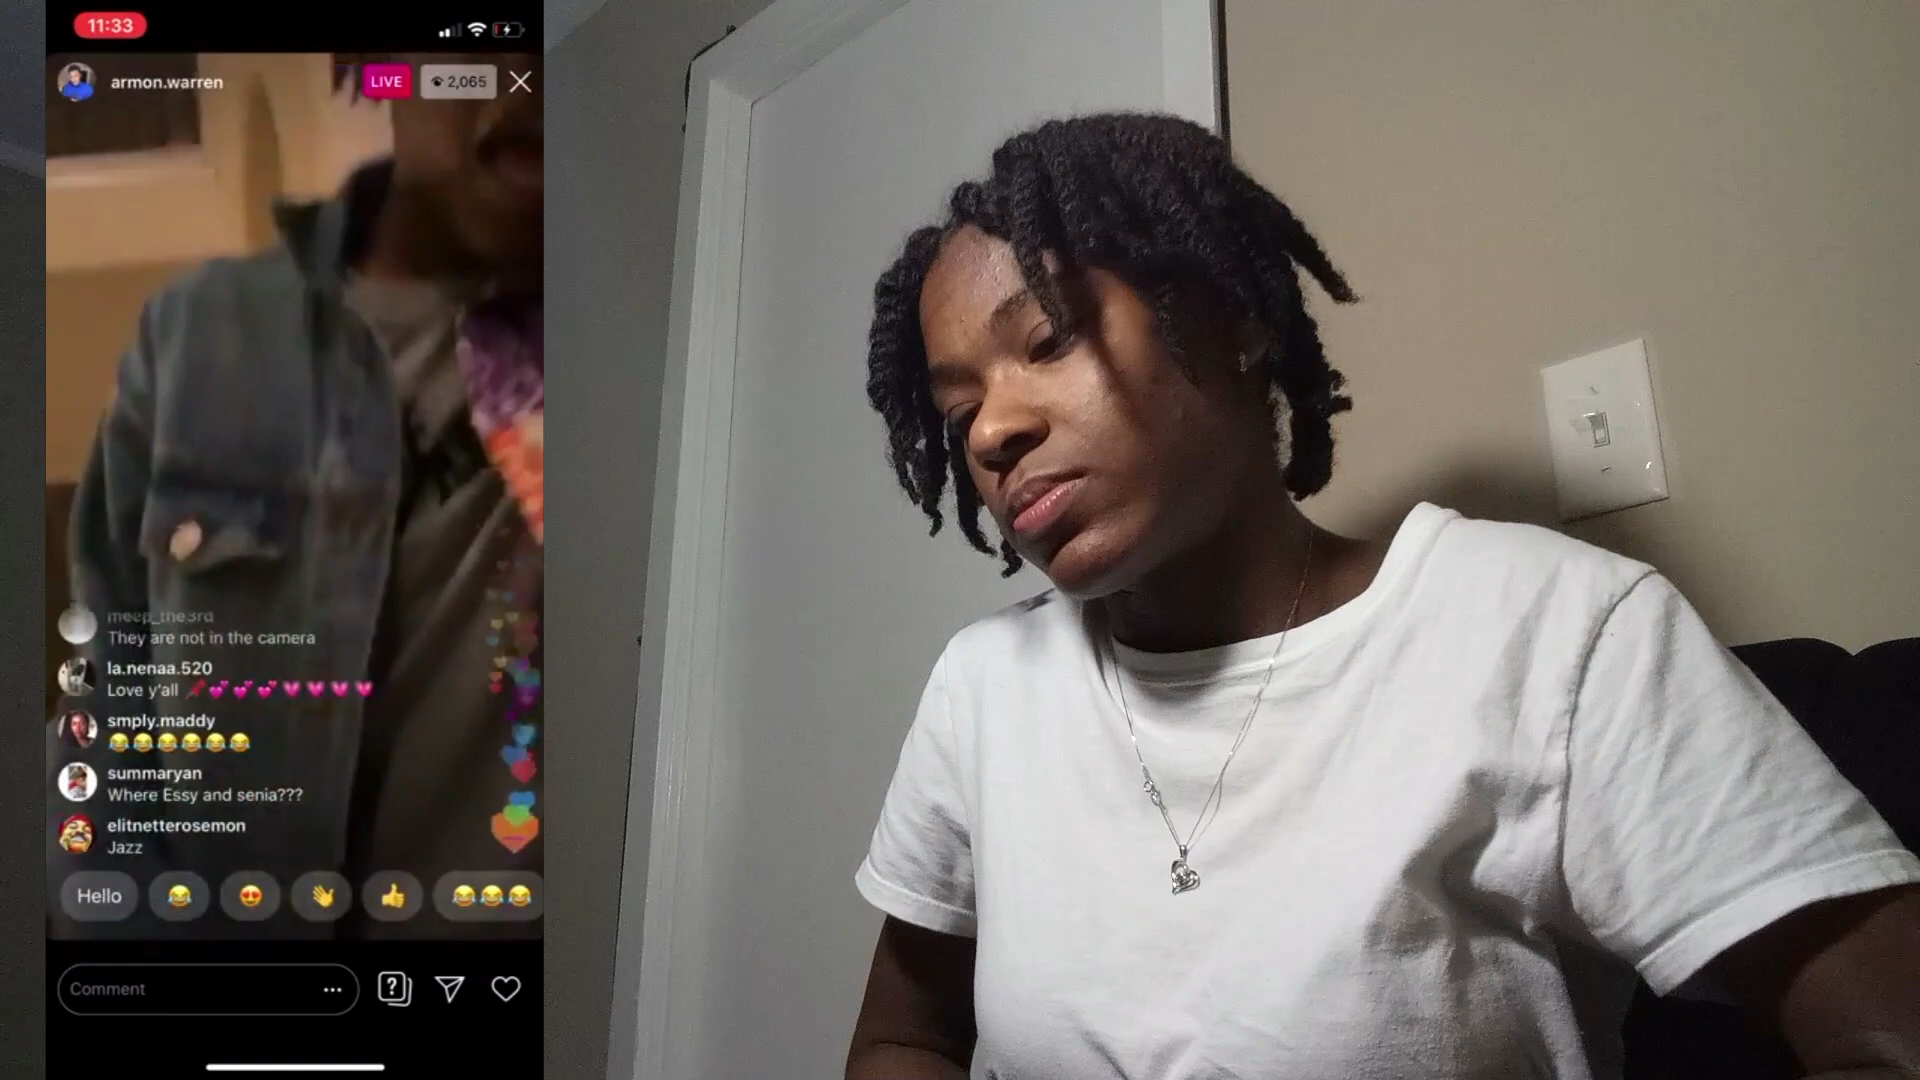 11:33
armon.warren
LIVE
2,065
meep_the3rd
They are not in the camera
la.nenaa.520
Love y'all 📌💕💕💕💗💗💗💗
smply.maddy
😂😂😂😂😂😂
summaryan
Where Essy and senia???
elitnetterosemon
Jazz
Hello 😂 😍 👋 👍 😂😂😂
Comment